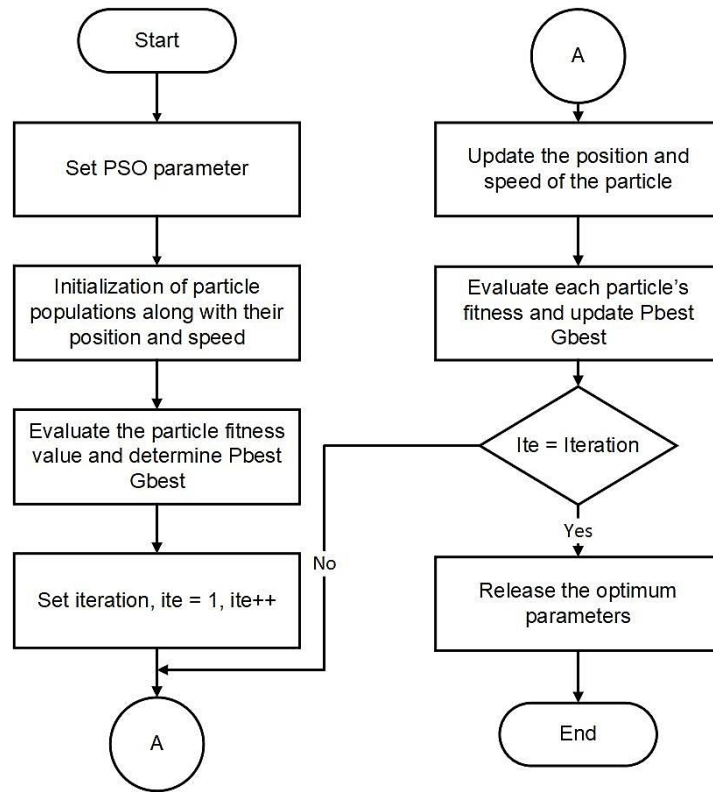 Start
Set PSO parameter
Initialization of particle
populations along with their
position and speed
Evaluate the particle fitness
value and determine Pbest
Gbest
Set iteration, ite = 1, ite++
A
A
Update the position and
speed of the particle
Evaluate each particle’s
fitness and update Pbest
Gbest
Ite = Iteration
No
Yes
Release the optimum
parameters
End